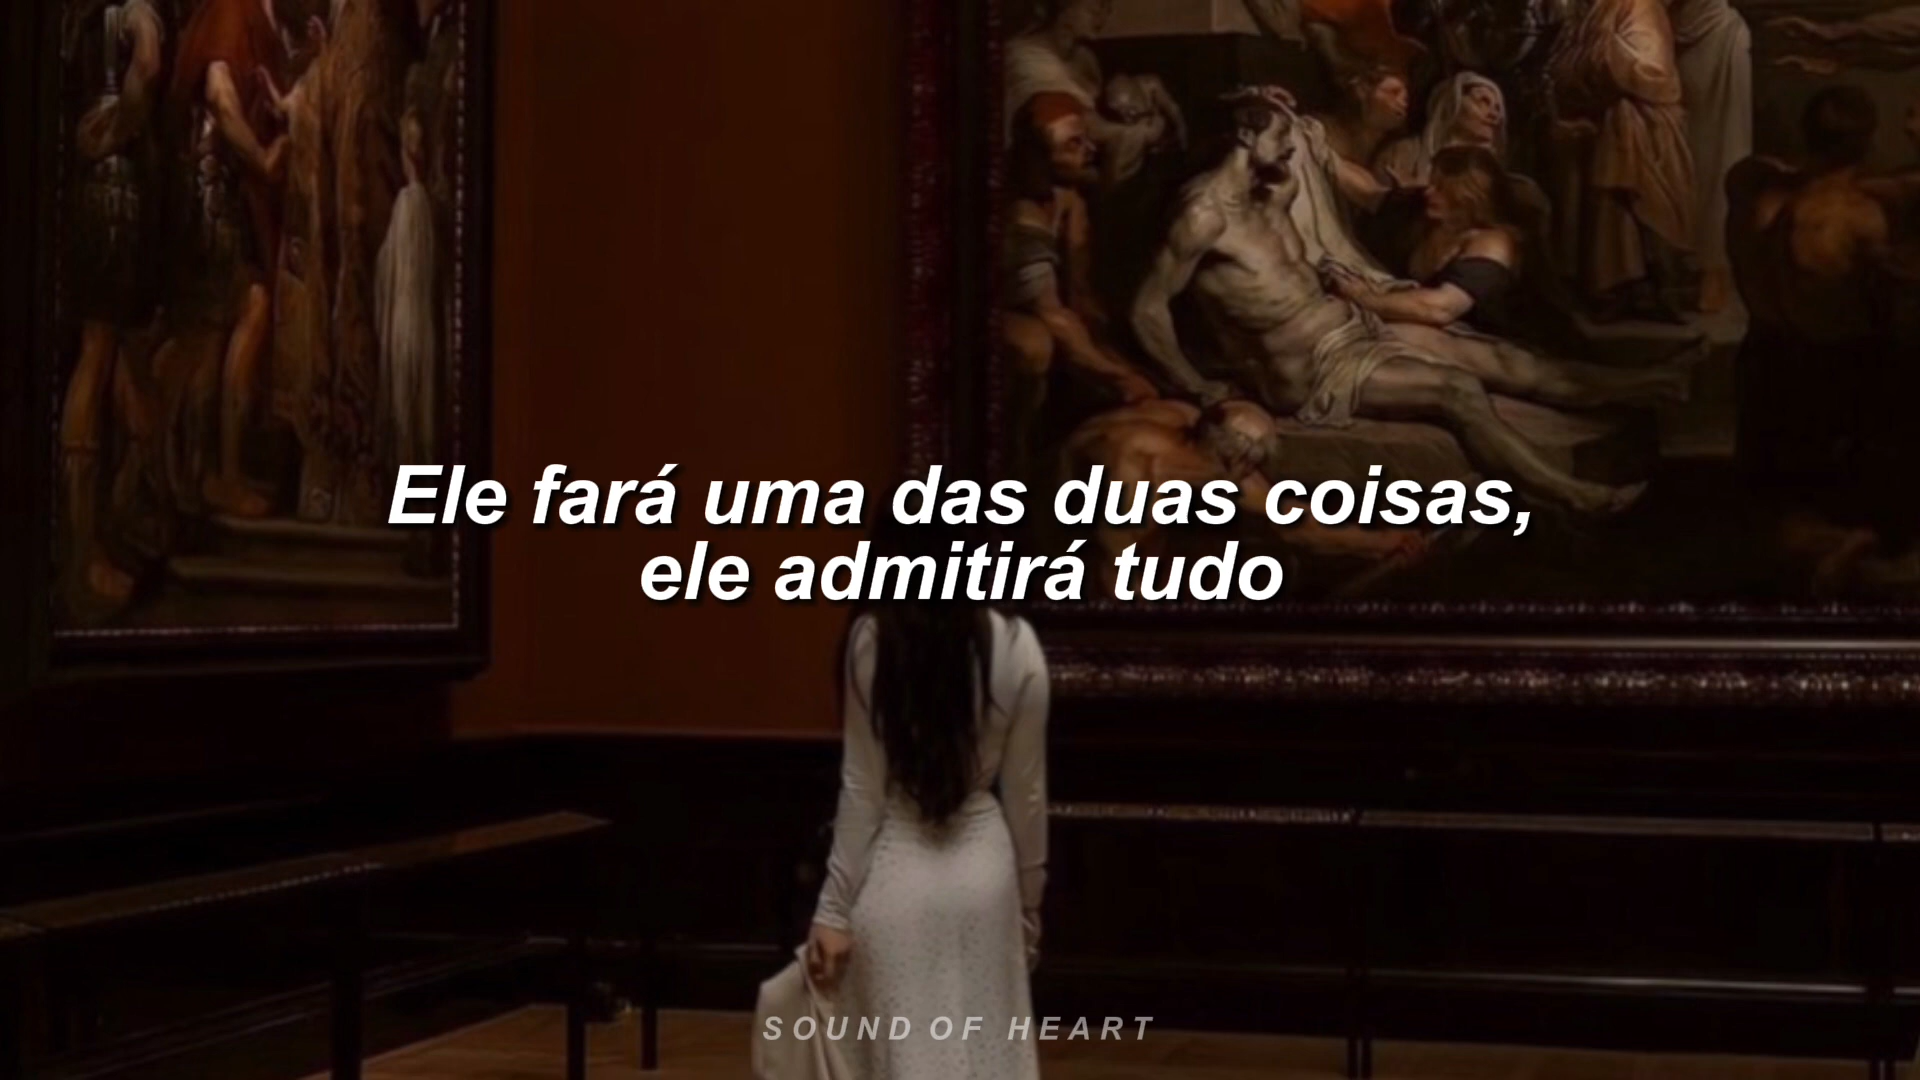 Ele fará uma das duas coisas,
ele admitirá tudo
SOUND OF HEART